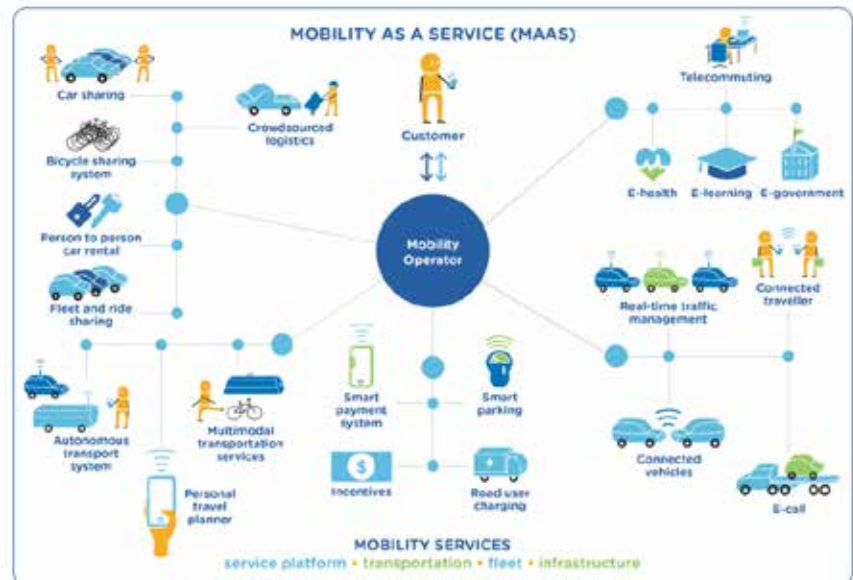 MOBILITY AS A SERVICE (MAAS)
Car sharing
Crowdsourced
logistics
Customer
Telecommuting
Bicycle sharing
system
E-health
E-learning
E-government
Person to person
car rental
Mobility
Operator
Fleet and ride
sharing
Real-time traffic
management
Connected
traveller
Autonomous
transport
system
Multimodal
transportation
services
Smart
payment
system
Smart
parking
Connected
vehicles
Personal
travel
planner
Incentives
$
Road user
charging
E-call
MOBILITY SERVICES
service platform • transportation • fleet • infrastructure